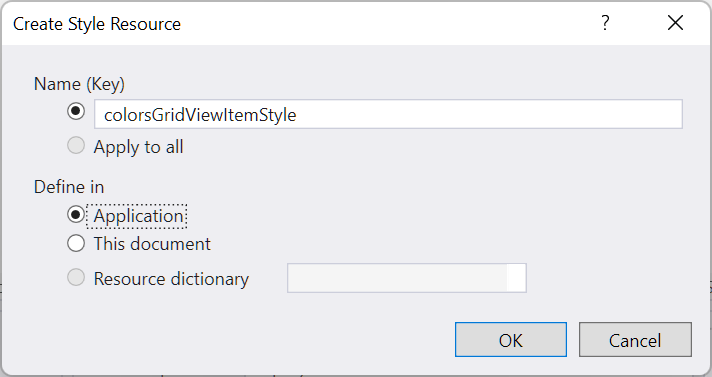 Create Style Resource ?
Name (Key)
colorsGridViewItemStyle
Apply to all
Define in
Application
This document
Resource dictionary
OK Cancel